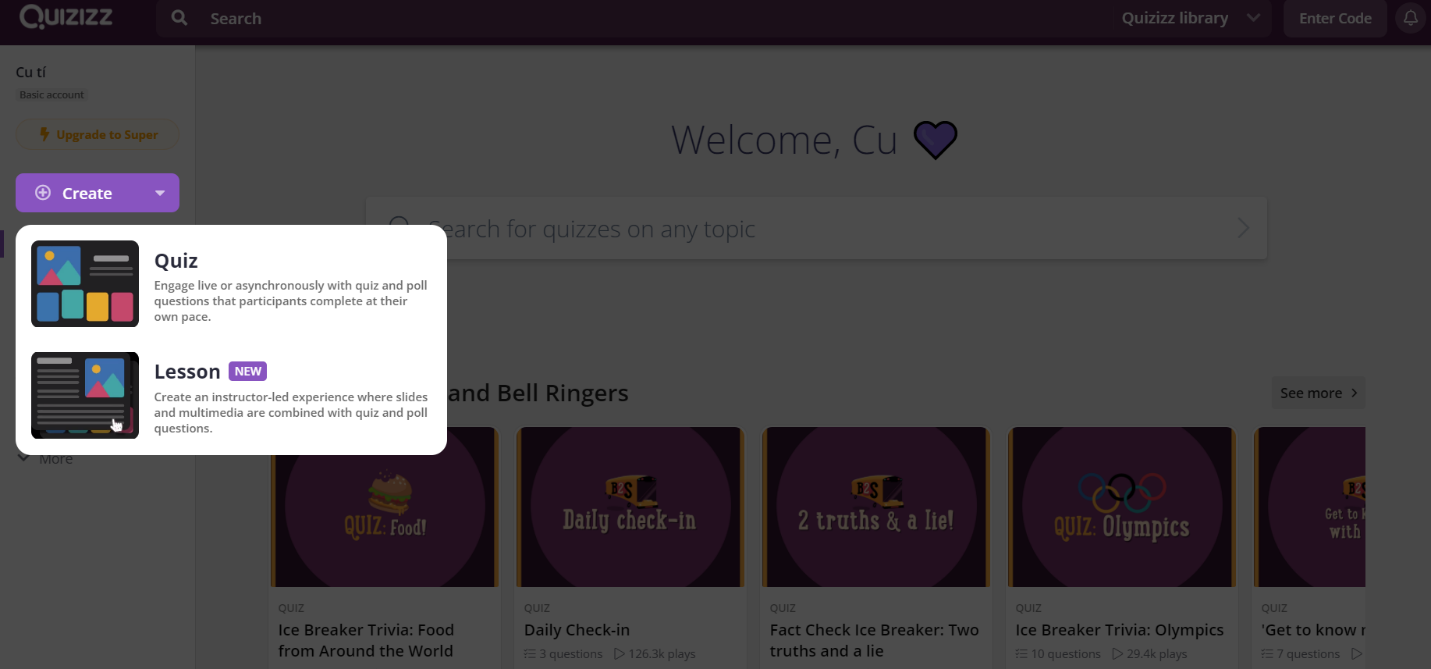 QUIZIZZ
Search
Quizizz library
Enter Code
Cu tí
Basic account
Upgrade to Super
Welcome, Cu
Create
earch for quizzes on any topic
Quiz
Engage live or asynchronously with quiz and poll
questions that participants complete at their
own pace.
Lesson NEW
Create an instructor-led experience where slides
and multimedia are combined with quiz and poll
questions.
More
and Bell Ringers
See more
QUIZ: Food!
B2S
Daily check-in
B2S
2 truths & a lie!
QUIZ: Olympics
Get to
with
QUIZ
Ice Breaker Trivia: Food
from Around the World
QUIZ
Daily Check-in
3 questions 126.3k plays
QUIZ
Fact Check Ice Breaker: Two
truths and a lie
QUIZ
Ice Breaker Trivia: Olympics
10 questions 29.4k plays
QUIZ
'Get to know
7 questions